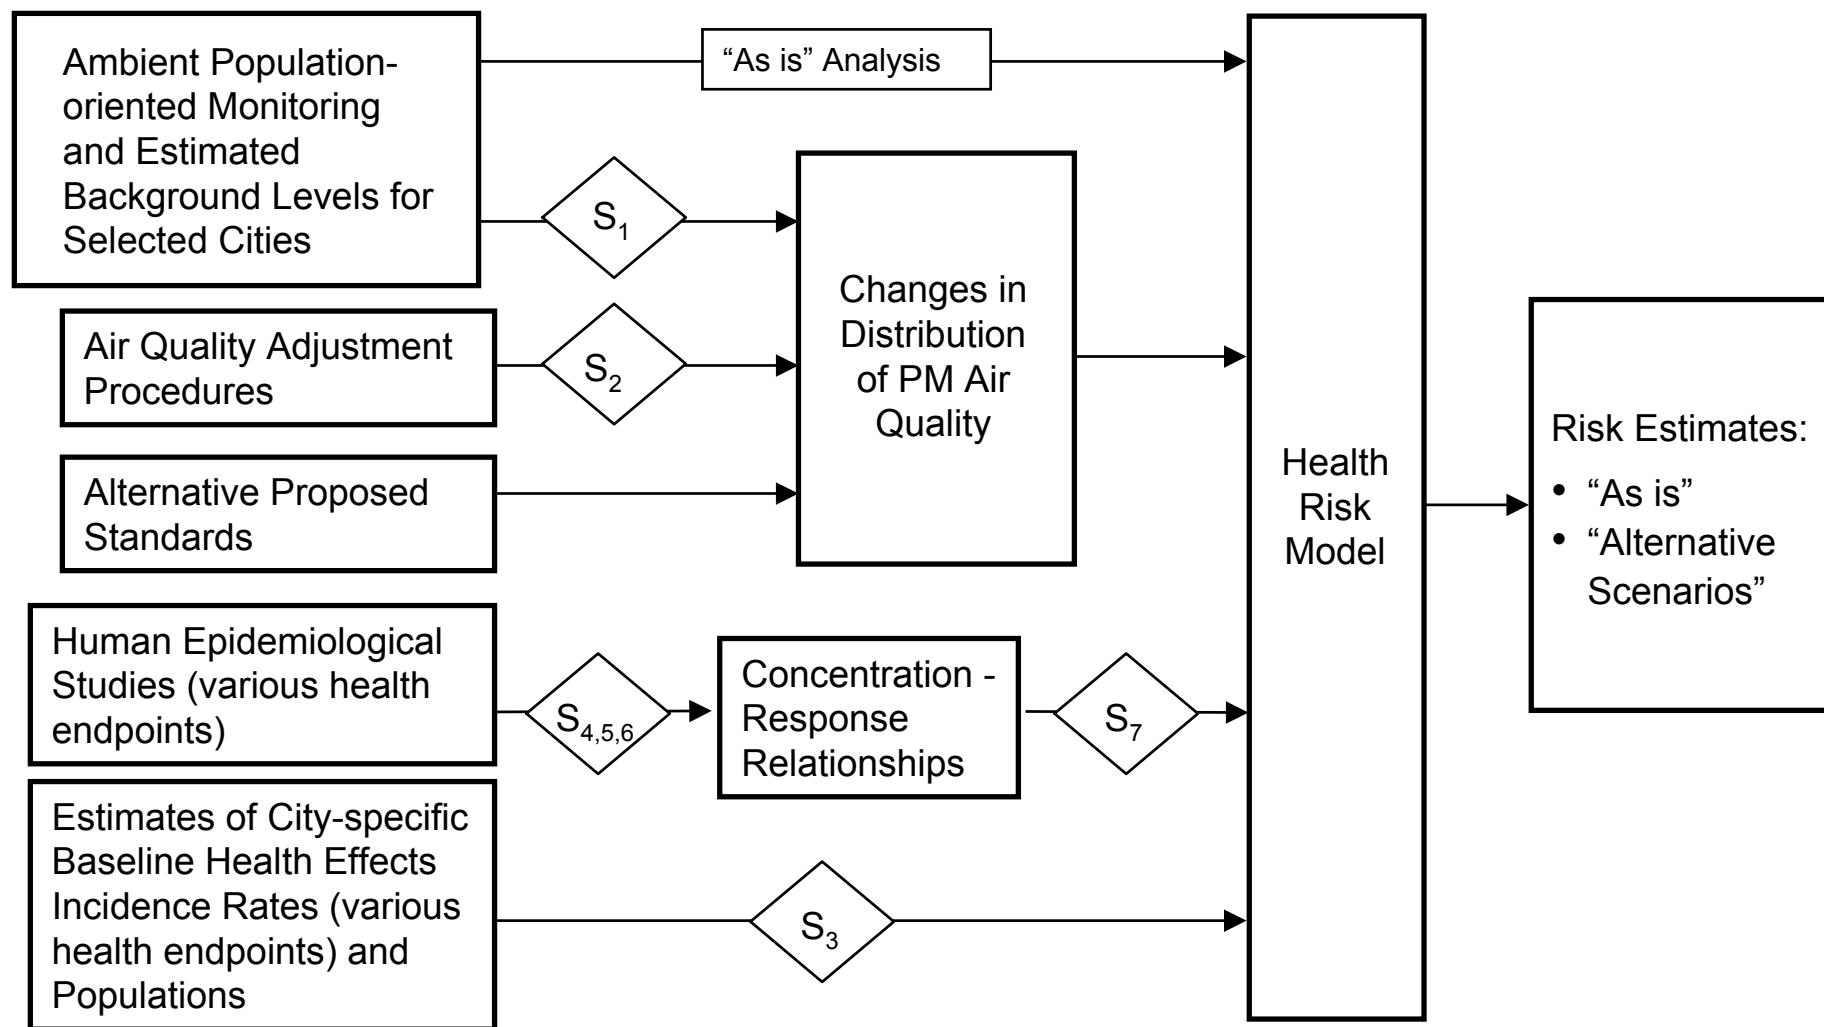 Ambient Population-
oriented Monitoring
and Estimated
Background Levels for
Selected Cities
“As is” Analysis
S1
Air Quality Adjustment
Procedures
S2
Alternative Proposed
Standards
Changes in
Distribution
of PM Air
Quality
Human Epidemiological
Studies (various health
endpoints)
S4,5,6
Concentration -
Response
Relationships
S7
Estimates of City-specific
Baseline Health Effects
Incidence Rates (various
health endpoints) and
Populations
S3
Health
Risk
Model
Risk Estimates:
• “As is”
• “Alternative
Scenarios”